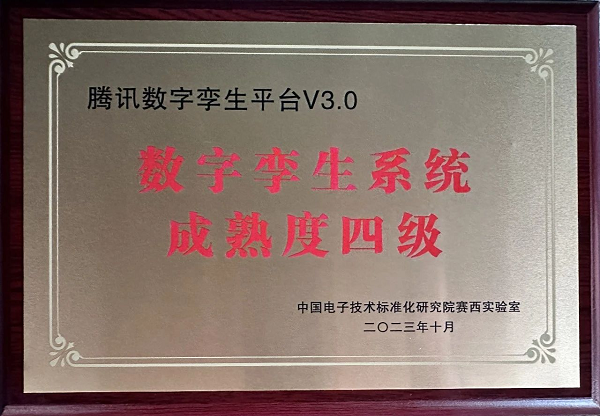 腾讯数字孪生平台V3.0
数字孪生系统
成熟度四级
中国电子技术标准化研究院赛西实验室
二〇二三年十月